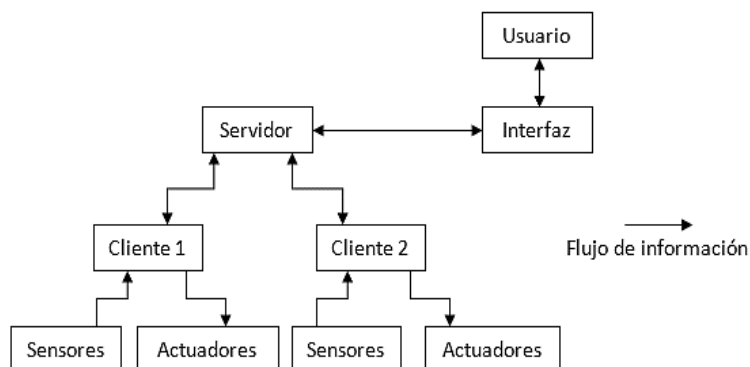 Usuario
Servidor
Interfaz
Cliente 1
Cliente 2
Flujo de información
Sensores
Actuadores
Sensores
Actuadores